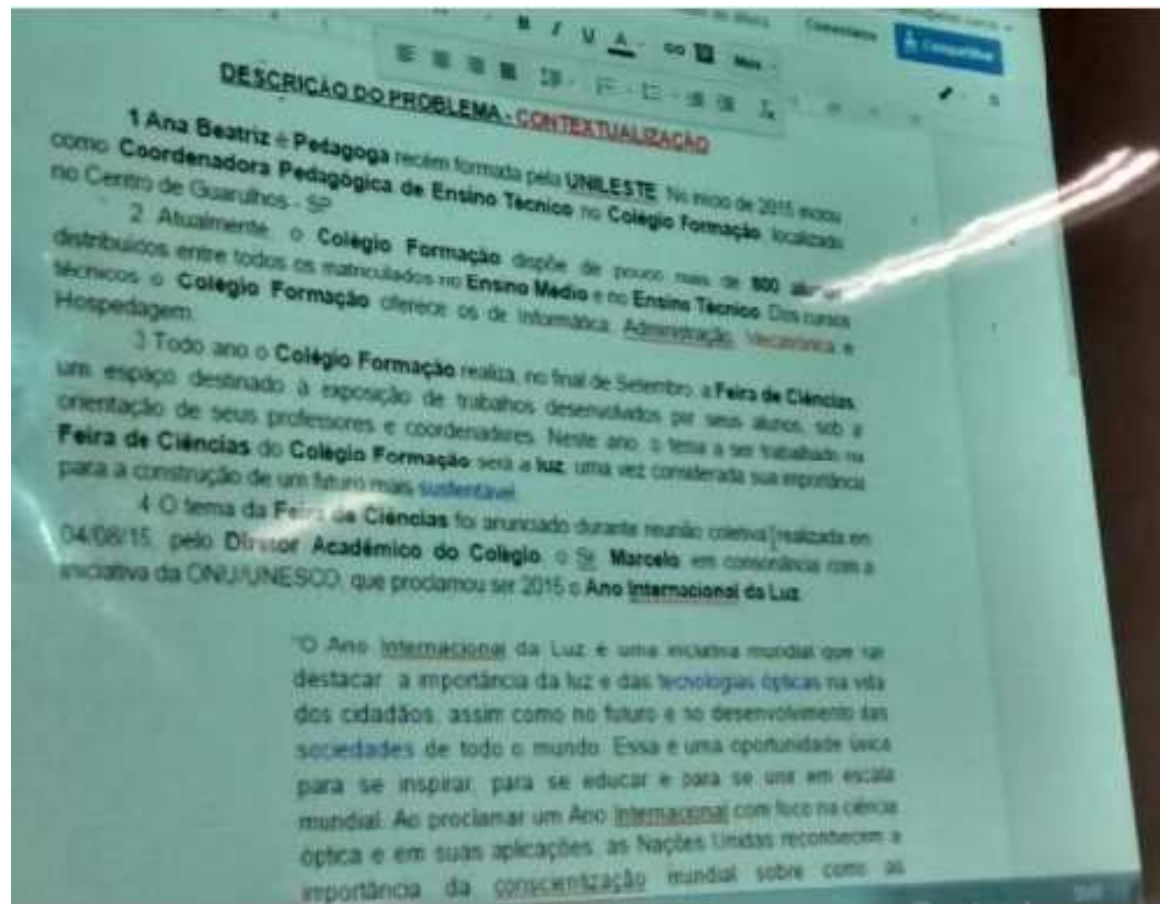 Comentários
Compartilhar
B I U A Mais
DESCRIÇÃO DO PROBLEMA - CONTEXTUALIZAÇÃO
1 Ana Beatriz é Pedagoga recém formada pela UNILESTE. No início de 2015 iniciou
como Coordenadora Pedagógica de Ensino Técnico no Colégio Formação, localizado
no Centro de Guarulhos - SP.
2 Atualmente, o Colégio Formação dispõe de pouco mais de 800 alunos,
distribuídos entre todos os matriculados no Ensino Médio e no Ensino Técnico. Dos cursos
técnicos o Colégio Formação oferece os de Informática, Administração, Mecatrônica e
Hospedagem.
3 Todo ano o Colégio Formação realiza, no final de Setembro, a Feira de Ciências,
um espaço destinado à exposição de trabalhos desenvolvidos por seus alunos, sob a
orientação de seus professores e coordenadores. Neste ano, o tema a ser trabalhado na
Feira de Ciências do Colégio Formação será a luz, uma vez considerada sua importância
para a construção de um futuro mais sustentável.
4 O tema da Feira de Ciências foi anunciado durante reunião coletiva realizada em
04/08/15, pelo Diretor Acadêmico do Colégio, o Sr. Marcelo, em consonância com a
iniciativa da ONU/UNESCO, que proclamou ser 2015 o Ano Internacional da Luz.
"O Ano Internacional da Luz é uma iniciativa mundial que vai
destacar a importância da luz e das tecnologias ópticas na vida
dos cidadãos, assim como no futuro e no desenvolvimento das
sociedades de todo o mundo. Essa é uma oportunidade única
para se inspirar, para se educar e para se unir em escala
mundial. Ao proclamar um Ano Internacional com foco na ciência
óptica e em suas aplicações, as Nações Unidas reconhecem a
importância da conscientização mundial sobre como as